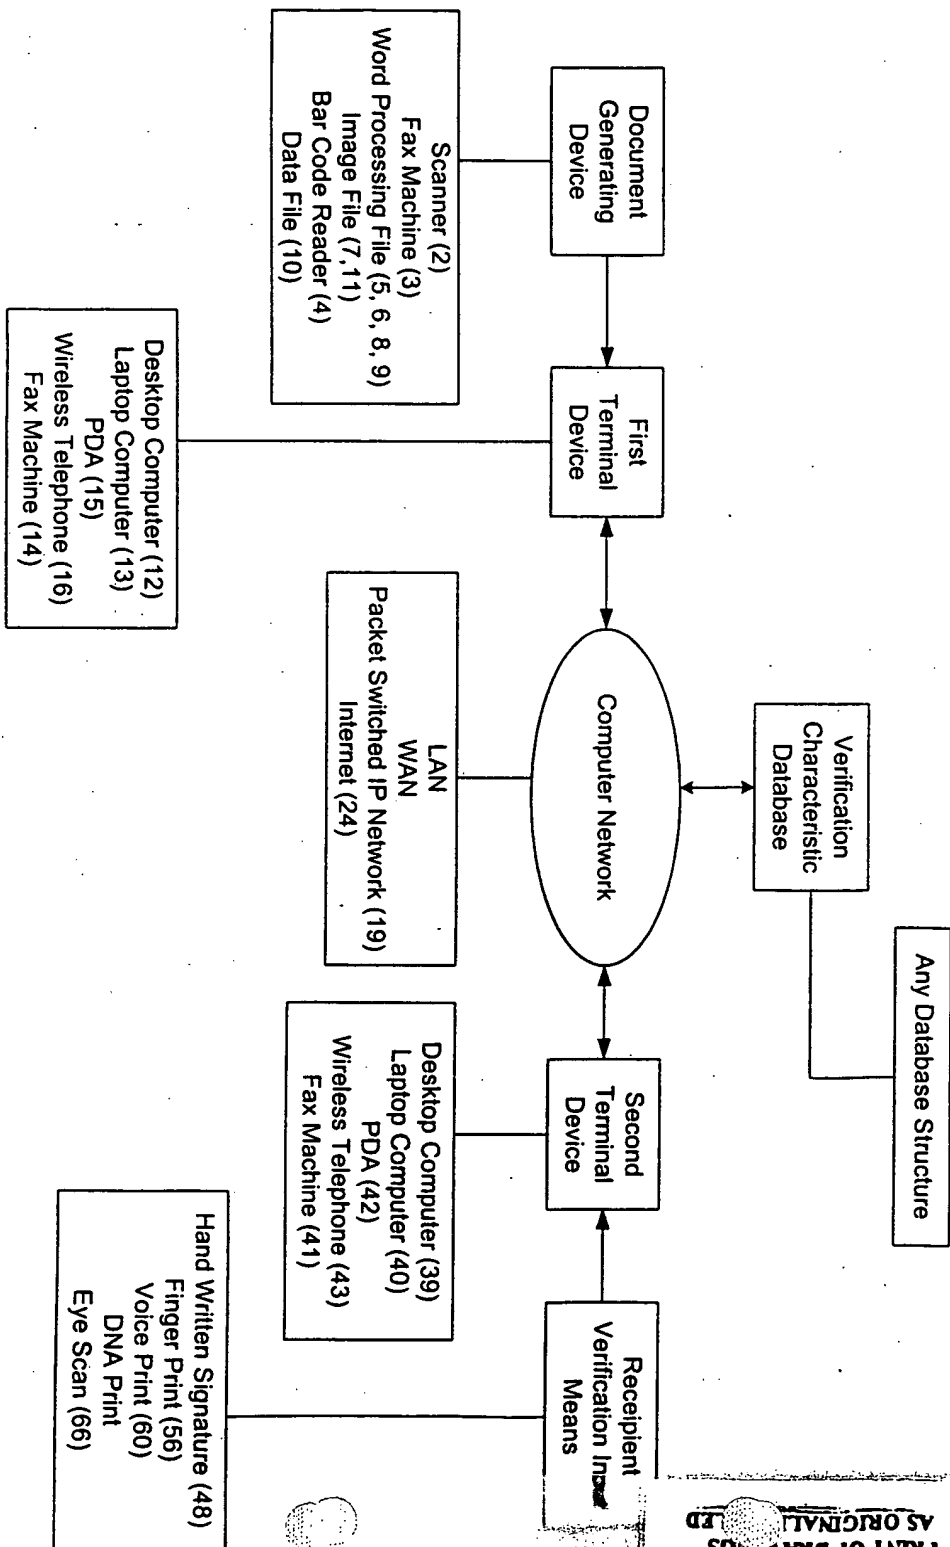 Document
Generating
Device
Scanner (2)
Fax Machine (3)
Word Processing File (5, 6, 8, 9)
Image File (7,11)
Bar Code Reader (4)
Data File (10)
First
Terminal
Device
Desktop Computer (12)
Laptop Computer (13)
PDA (15)
Wireless Telephone (16)
Fax Machine (14)
Computer Network
LAN
WAN
Packet Switched IP Network (19)
Internet (24)
Verification
Characteristic
Database
Any Database Structure
Second
Terminal
Device
Desktop Computer (39)
Laptop Computer (40)
PDA (42)
Wireless Telephone (43)
Fax Machine (41)
Receipient
Verification Input
Means
Hand Written Signature (48)
Finger Print (56)
Voice Print (60)
DNA Print
Eye Scan (66)
PRINT OF
AS ORIGINAL